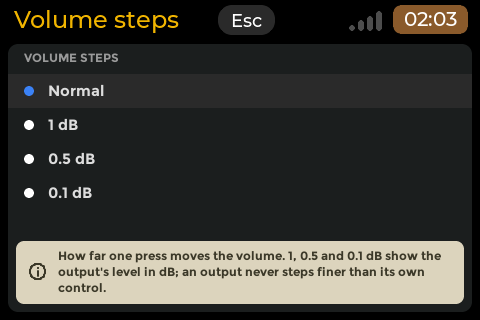 Volume steps
Esc
02:03
VOLUME STEPS
Normal
1 dB
0.5 dB
0.1 dB
How far one press moves the volume. 1, 0.5 and 0.1 dB show the
output's level in dB; an output never steps finer than its own
control.